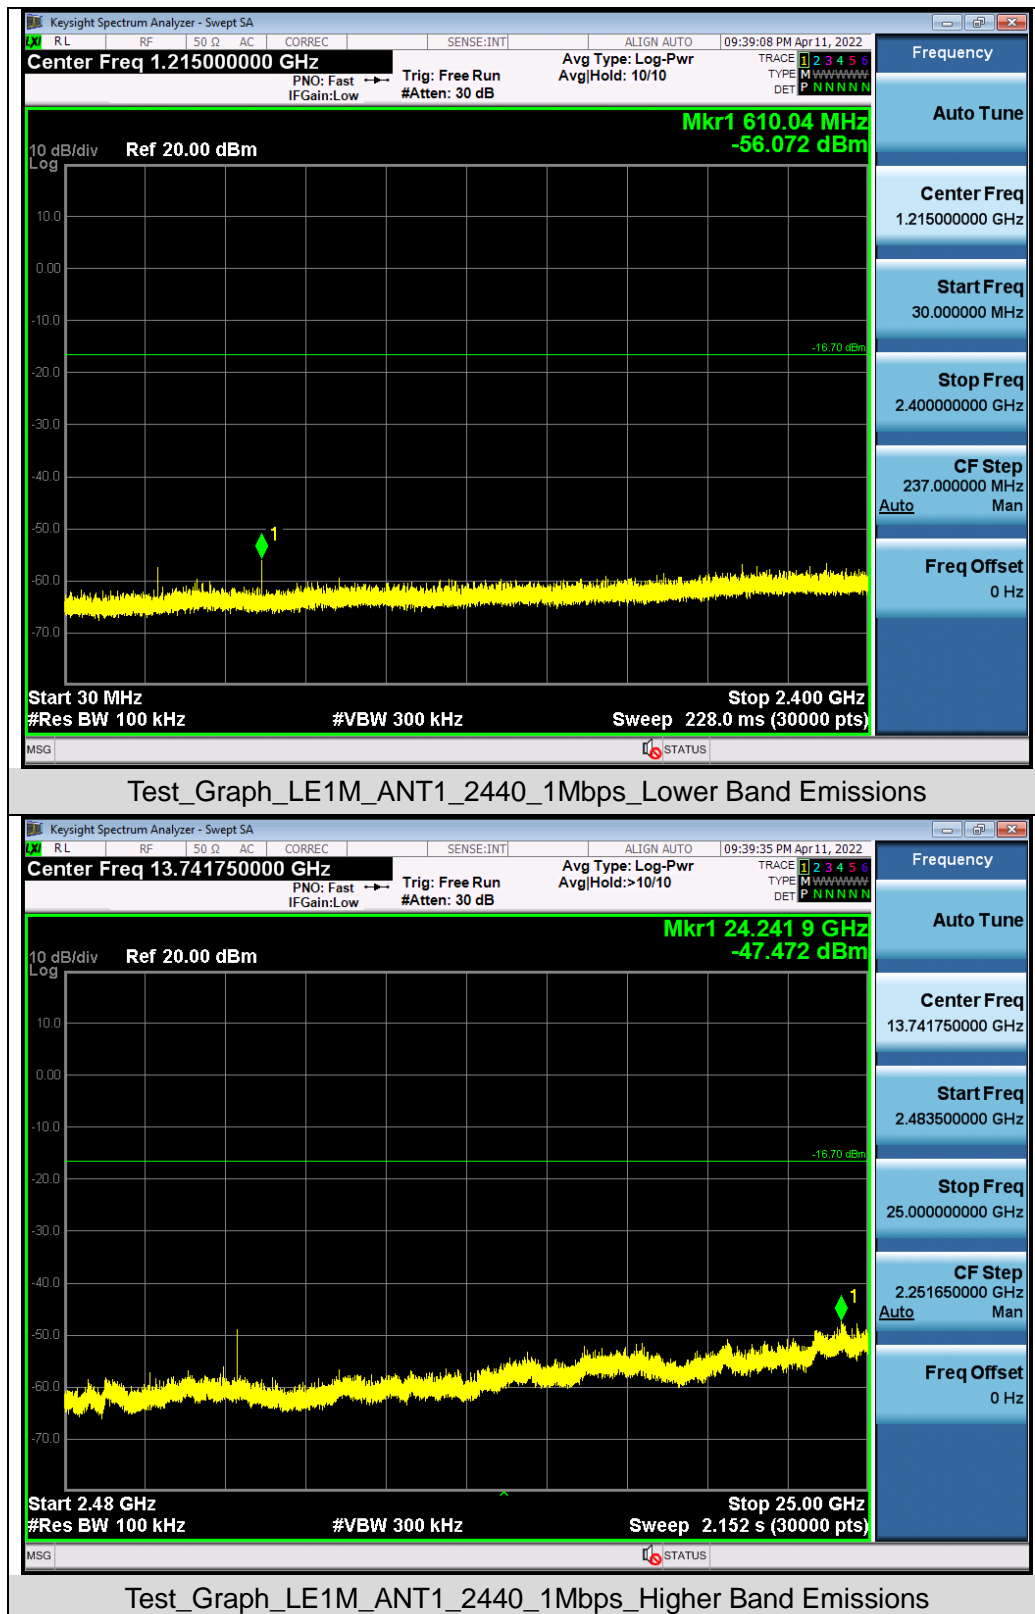 Keysight Spectrum Analyzer - Swept SA
LXI RL RF 50 Ω AC CORREC SENSE:INT ALIGN AUTO 09:39:08 PM Apr 11, 2022
Center Freq 1.215000000 GHz
PNO: Fast
IFGain:Low
Trig: Free Run
#Atten: 30 dB
Avg Type: Log-Pwr
Avg|Hold: 10/10
TRACE 1 2 3 4 5 6
TYPE M WWWWW
DET P N N N N N
Mkr1 610.04 MHz
-56.072 dBm
10 dB/div Ref 20.00 dBm
Log
10.0
0.00
-10.0
-16.70 dBm
-20.0
-30.0
-40.0
-50.0
1
-60.0
-70.0
Start 30 MHz Stop 2.400 GHz
#Res BW 100 kHz #VBW 300 kHz Sweep 228.0 ms (30000 pts)
MSG STATUS
Frequency
Auto Tune
Center Freq
1.215000000 GHz
Start Freq
30.000000 MHz
Stop Freq
2.400000000 GHz
CF Step
237.000000 MHz
Auto Man
Freq Offset
0 Hz
Test_Graph_LE1M_ANT1_2440_1Mbps_Lower Band Emissions
Keysight Spectrum Analyzer - Swept SA
LXI RL RF 50 Ω AC CORREC SENSE:INT ALIGN AUTO 09:39:35 PM Apr 11, 2022
Center Freq 13.741750000 GHz
PNO: Fast
IFGain:Low
Trig: Free Run
#Atten: 30 dB
Avg Type: Log-Pwr
Avg|Hold:>10/10
TRACE 1 2 3 4 5 6
TYPE M WWWWW
DET P N N N N N
Mkr1 24.241 9 GHz
-47.472 dBm
10 dB/div Ref 20.00 dBm
Log
10.0
0.00
-10.0
-16.70 dBm
-20.0
-30.0
-40.0
1
-50.0
-60.0
-70.0
Start 2.48 GHz Stop 25.00 GHz
#Res BW 100 kHz #VBW 300 kHz Sweep 2.152 s (30000 pts)
MSG STATUS
Frequency
Auto Tune
Center Freq
13.741750000 GHz
Start Freq
2.483500000 GHz
Stop Freq
25.000000000 GHz
CF Step
2.251650000 GHz
Auto Man
Freq Offset
0 Hz
Test_Graph_LE1M_ANT1_2440_1Mbps_Higher Band Emissions